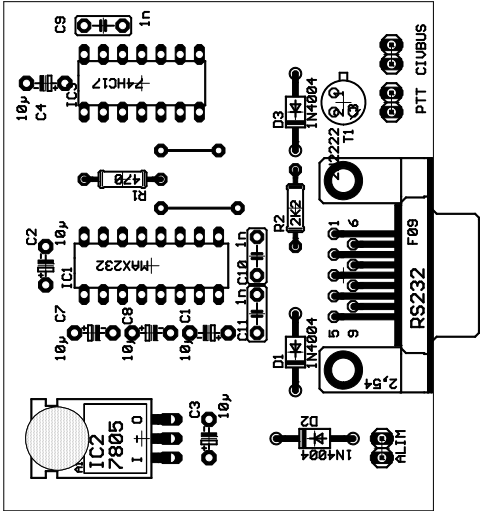 C9
1n
10µ
C4
IC3
74HC17
D3
1N4004
T1
2N2222
PTT
CIVBUS
R1
470
R2
2K2
C2
10µ
IC1
MAX232
1n
C10
1n
C11
C7
10µ
C8
10µ
C1
10µ
1
6
5
9
F09
RS232
2,54
D1
1N4004
IC2
7805
O
+
I
C3
10µ
D2
1N4004
ALIM